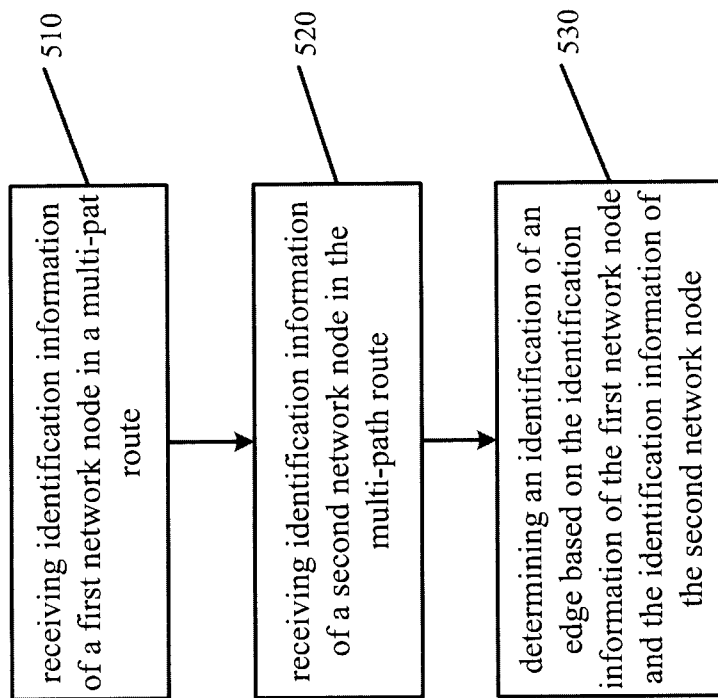 receiving identification information
of a first network node in a multi-pat
route
510
receiving identification information
of a second network node in the
multi-path route
520
determining an identification of an
edge based on the identification
information of the first network node
and the identification information of
the second network node
530